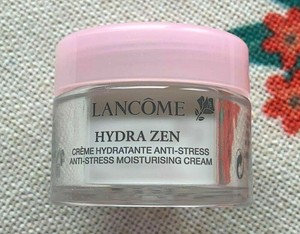 LANCÔME
HYDRA ZEN
CRÈME HYDRATANTE ANTI-STRESS
ANTI-STRESS MOISTURISING CREAM